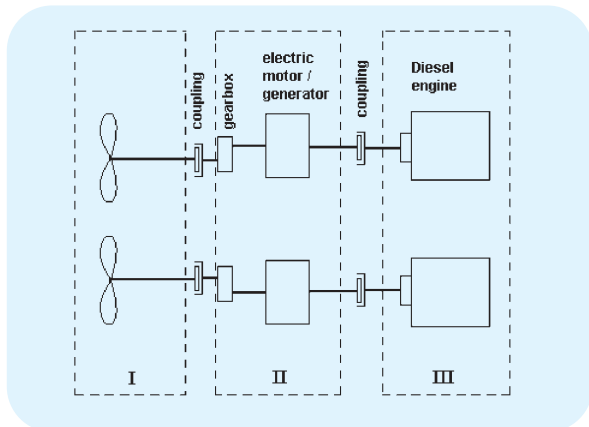 coupling
gearbox
electric
motor /
generator
coupling
Diesel
engine
I
II
III